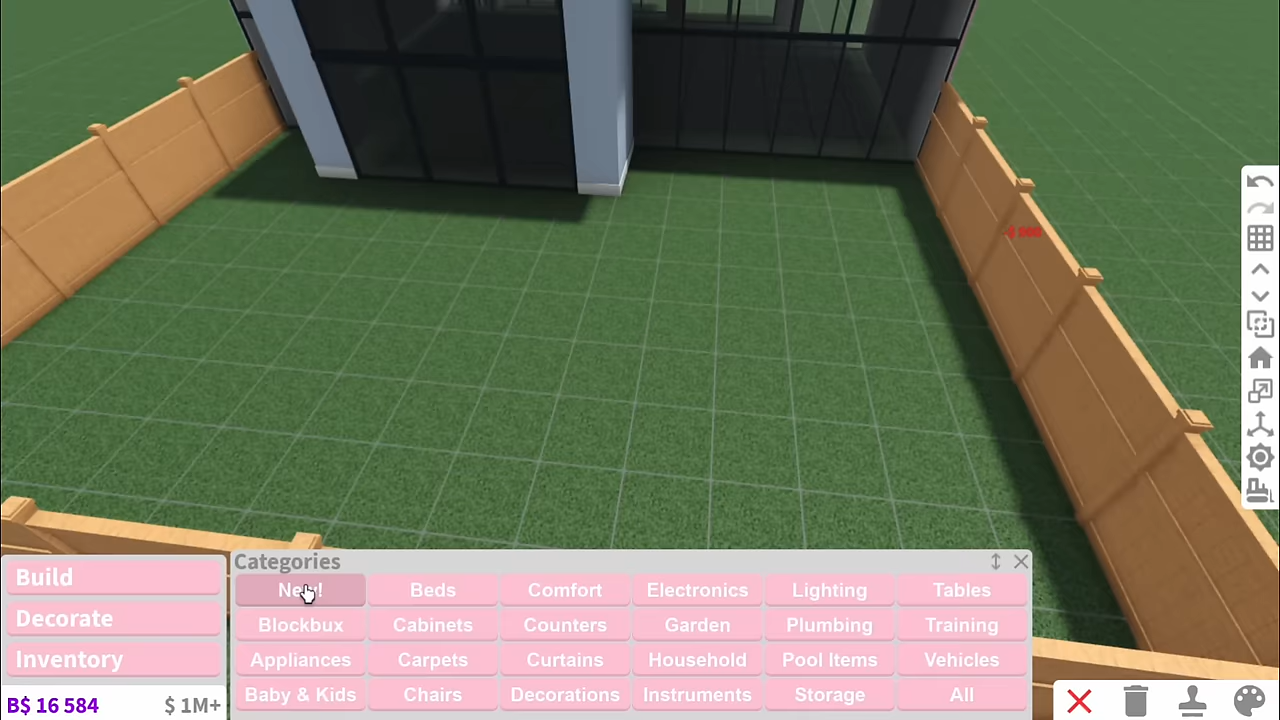 Build
Decorate
Inventory
B$ 16 584
$ 1M+
Categories
New!
Beds
Comfort
Electronics
Lighting
Tables
Blockbux
Cabinets
Counters
Garden
Plumbing
Training
Appliances
Carpets
Curtains
Household
Pool Items
Vehicles
Baby & Kids
Chairs
Decorations
Instruments
Storage
All